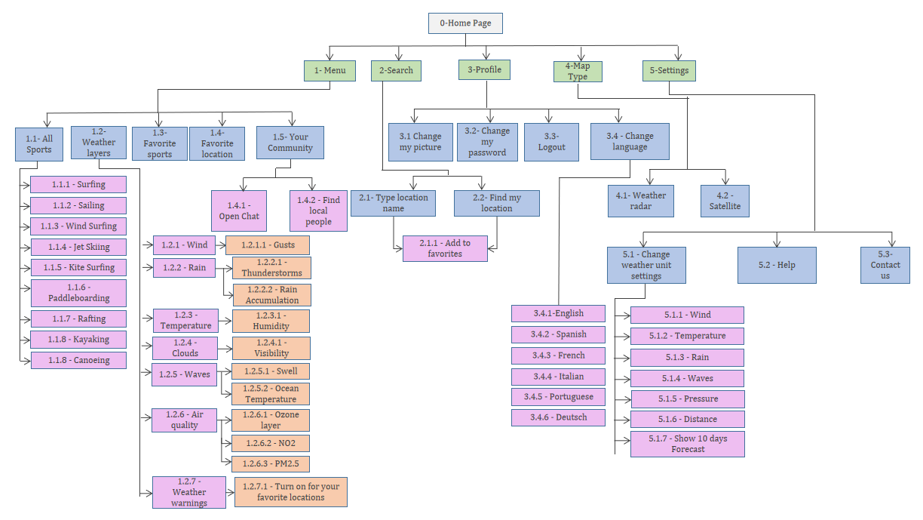 0-Home Page
1- Menu
2-Search
3-Profile
4-Map
Type
5-Settings
1.1- All
Sports
1.2-
Weather
layers
1.3-
Favorite
sports
1.4-
Favorite
location
1.5- Your
Community
3.1 Change
my picture
3.2- Change
my
password
3.3-
Logout
3.4 - Change
language
1.1.1 - Surfing
1.1.2 - Sailing
1.1.3 - Wind Surfing
1.1.4 - Jet Skiing
1.1.5 - Kite Surfing
1.1.6 -
Paddleboarding
1.1.7 - Rafting
1.1.8 - Kayaking
1.1.8 - Canoeing
1.4.1 -
Open Chat
1.4.2 - Find
local
people
2.1- Type location
name
2.2- Find my
location
2.1.1 - Add to
favorites
4.1- Weather
radar
4.2 -
Satellite
1.2.1 - Wind
1.2.1.1 - Gusts
1.2.2 - Rain
1.2.2.1 -
Thunderstorms
1.2.2.2 - Rain
Accumulation
1.2.3 -
Temperature
1.2.3.1 -
Humidity
1.2.4 -
Clouds
1.2.4.1 -
Visibility
1.2.5 - Waves
1.2.5.1 - Swell
1.2.5.2 - Ocean
Temperature
1.2.6 - Air
quality
1.2.6.1 - Ozone
layer
1.2.6.2 - NO2
1.2.6.3 - PM2.5
1.2.7 -
Weather
warnings
1.2.7.1 - Turn on for your
favorite locations
5.1 - Change
weather unit
settings
5.2 - Help
5.3-
Contact
us
3.4.1-English
3.4.2 - Spanish
3.4.3 - French
3.4.4 - Italian
3.4.5 - Portuguese
3.4.6 - Deutsch
5.1.1 - Wind
5.1.2 - Temperature
5.1.3 - Rain
5.1.4 - Waves
5.1.5 - Pressure
5.1.6 - Distance
5.1.7 - Show 10 days
Forecast